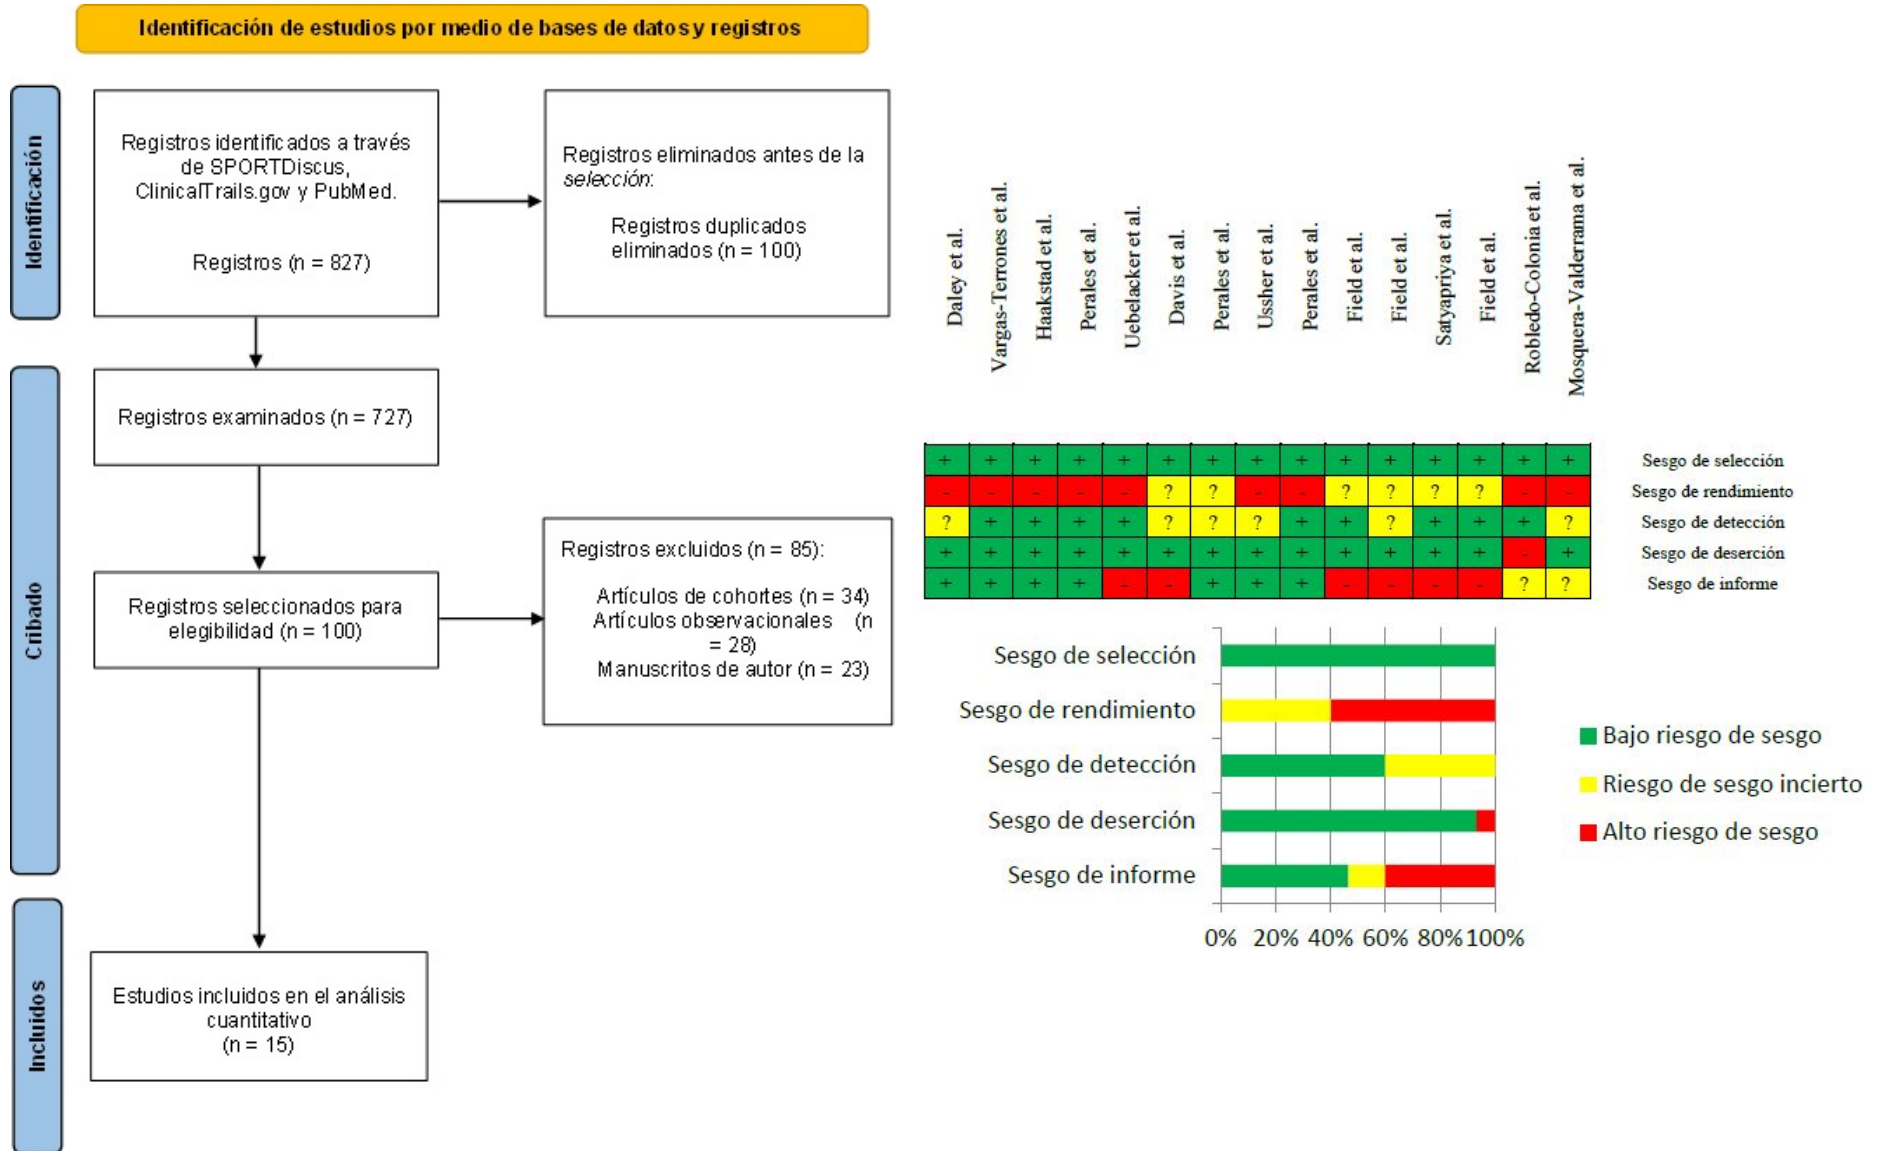 Identificación de estudios por medio de bases de datos y registros
Identificación
Registros identificados a través
de SPORTDiscus,
ClinicalTrails.gov y PubMed.
Registros (n = 827)
Registros eliminados antes de la
selección:
Registros duplicados
eliminados (n = 100)
Cribado
Registros examinados (n = 727)
Registros seleccionados para
elegibilidad (n = 100)
Registros excluidos (n = 85):
Artículos de cohortes (n = 34)
Artículos observacionales (n
= 28)
Manuscritos de autor (n = 23)
Incluidos
Estudios incluidos en el análisis
cuantitativo
(n = 15)
Daley et al.
Vargas-Terrones et al.
Haakstad et al.
Perales et al.
Uebelacker et al.
Davis et al.
Perales et al.
Ussher et al.
Perales et al.
Field et al.
Field et al.
Satyapriya et al.
Field et al.
Robledo-Colonia et al.
Mosquera-Valderrama et al.
+ + + + + + + + + + + + + + + Sesgo de selección
- - - - - ? ? - - ? ? ? ? - - Sesgo de rendimiento
? + + + + ? ? ? + + ? + + + ? Sesgo de detección
+ + + + + + + + + + + + + - + Sesgo de deserción
+ + + + - - + + + - - - - ? ? Sesgo de informe
Sesgo de selección
Sesgo de rendimiento
Sesgo de detección
Sesgo de deserción
Sesgo de informe
0% 20% 40% 60% 80% 100%
Bajo riesgo de sesgo
Riesgo de sesgo incierto
Alto riesgo de sesgo